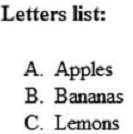 Letters list:
A. Apples
B. Bananas
C. Lemons